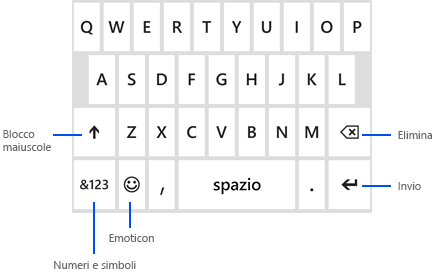 Q W E R T Y U I O P
A S D F G H J K L
Blocco
maiuscole
Z X C V B N M
Elimina
&123
,
spazio
.
Invio
Emoticon
Numeri e simboli